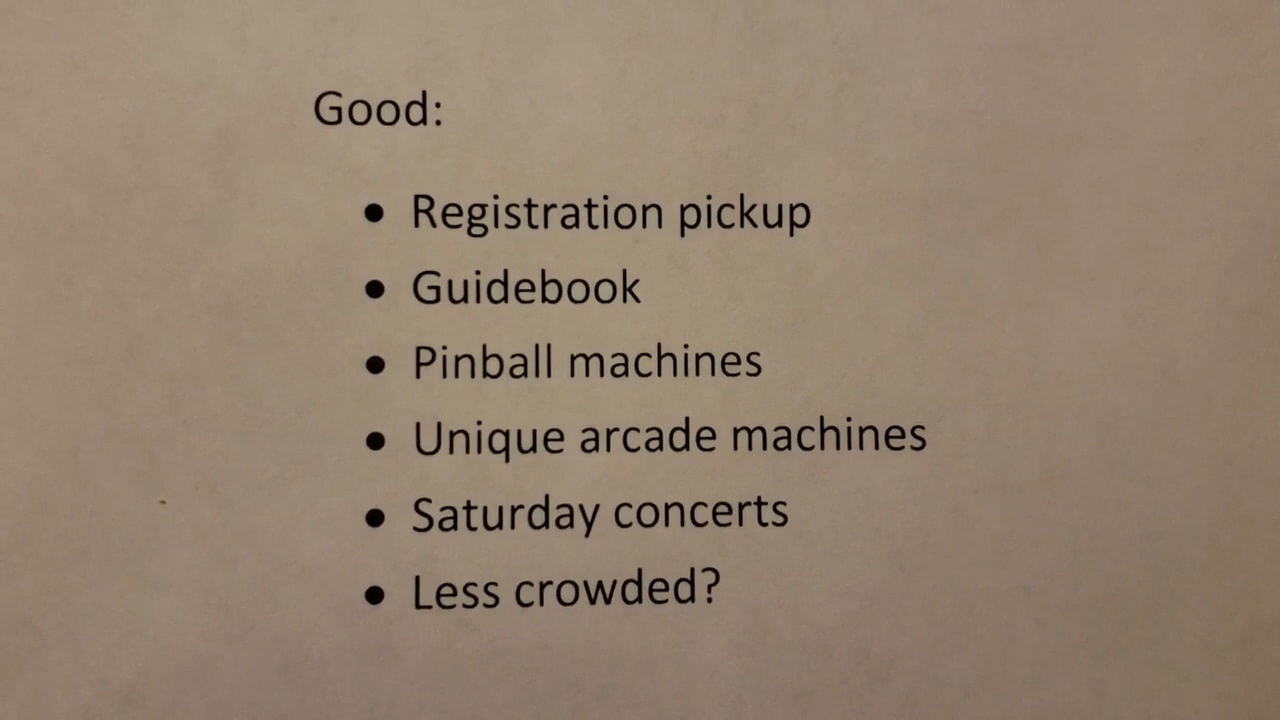 Good:
• Registration pickup
• Guidebook
• Pinball machines
• Unique arcade machines
• Saturday concerts
• Less crowded?